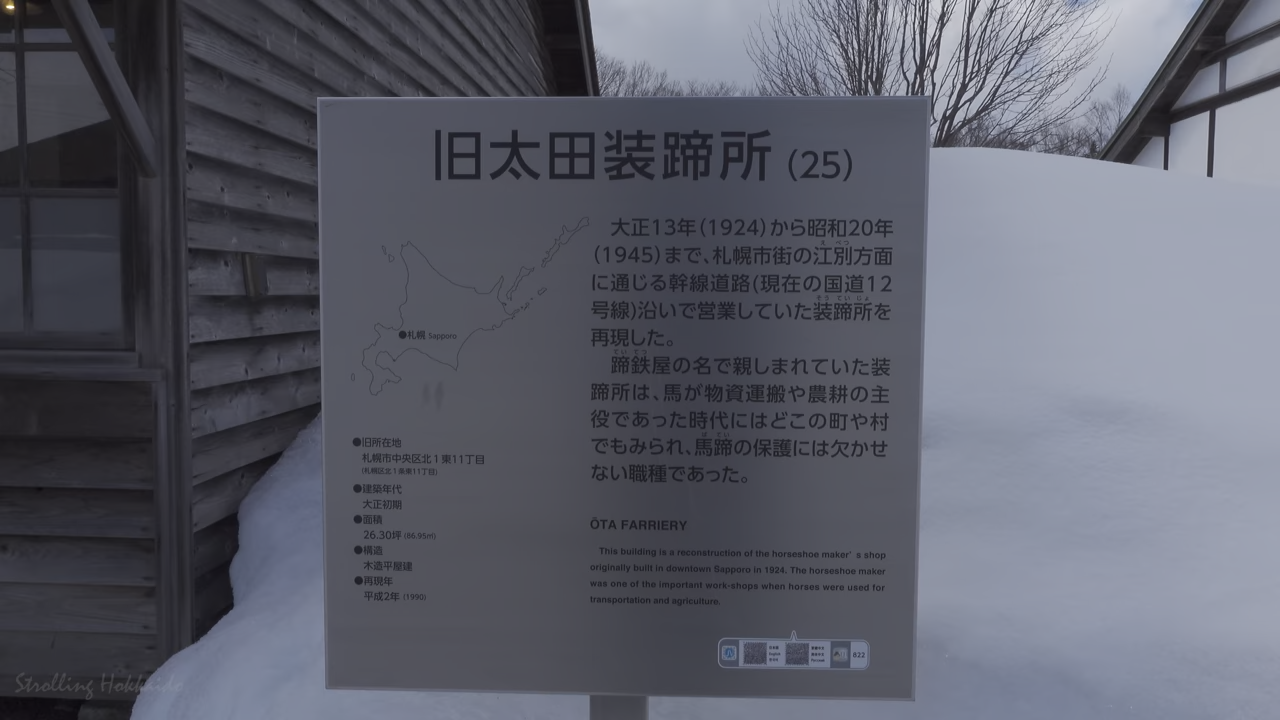 旧太田装蹄所 (25)
大正13年(1924)から昭和20年
(1945)まで、札幌市街の江別方面
に通じる幹線道路(現在の国道12
号線)沿いで営業していた装蹄所を
再現した。
蹄鉄屋の名で親しまれていた装
蹄所は、馬が物資運搬や農耕の主
役であった時代にはどこの町や村
でもみられ、馬蹄の保護には欠かせ
ない職種であった。
●札幌 Sapporo
●旧所在地
札幌市中央区北1東11丁目
(札幌区北1条東11丁目)
●建築年代
大正初期
●面積
26.30坪 (86.95㎡)
●構造
木造平屋建
●再現年
平成2年 (1990)
ŌTA FARRIERY
This building is a reconstruction of the horseshoe maker's shop
originally built in downtown Sapporo in 1924. The horseshoe maker
was one of the important work-shops when horses were used for
transportation and agriculture.
822
Strolling Hokkaido